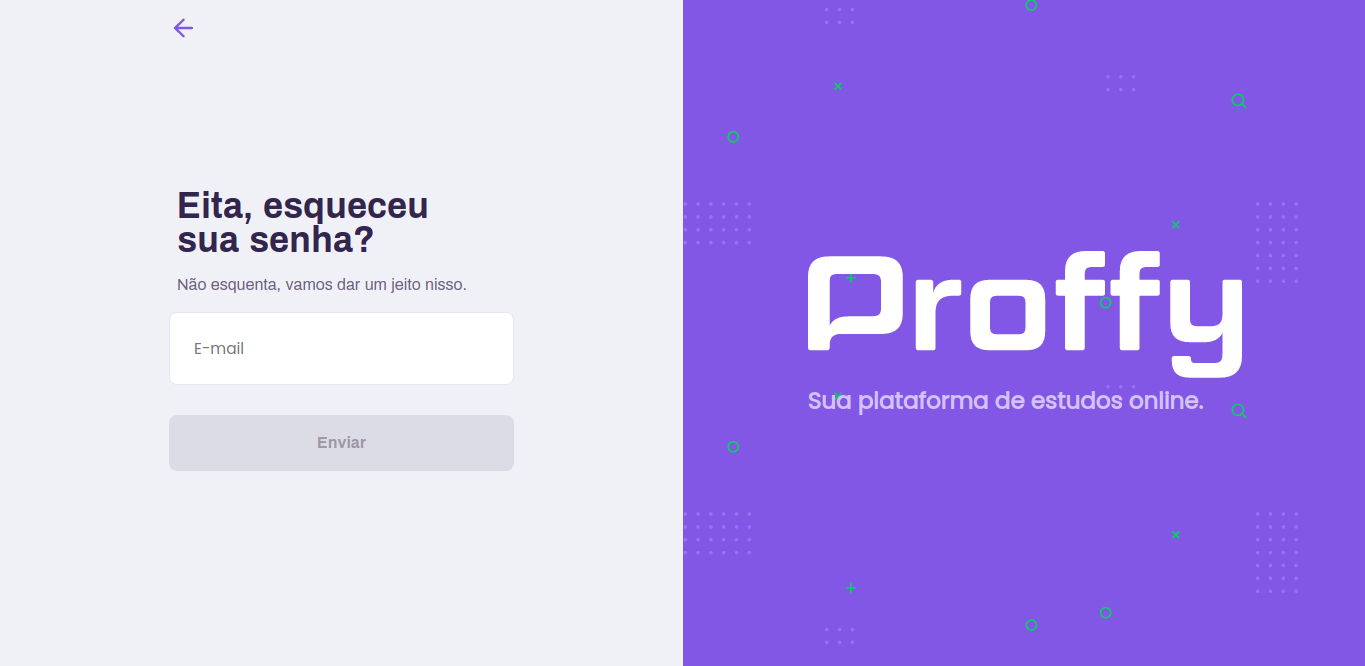 Eita, esqueceu
sua senha?
Não esquenta, vamos dar um jeito nisso.
E-mail
Enviar
Proffy
Sua plataforma de estudos online.